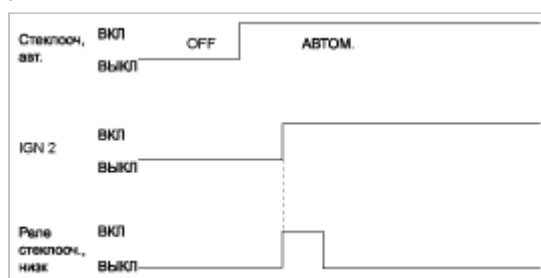 Стеклооч, ВКЛ OFF АВТОМ.
авт. ВЫКЛ
ВКЛ
IGN 2
ВЫКЛ
Реле ВКЛ
стеклооч.,
низк ВЫКЛ